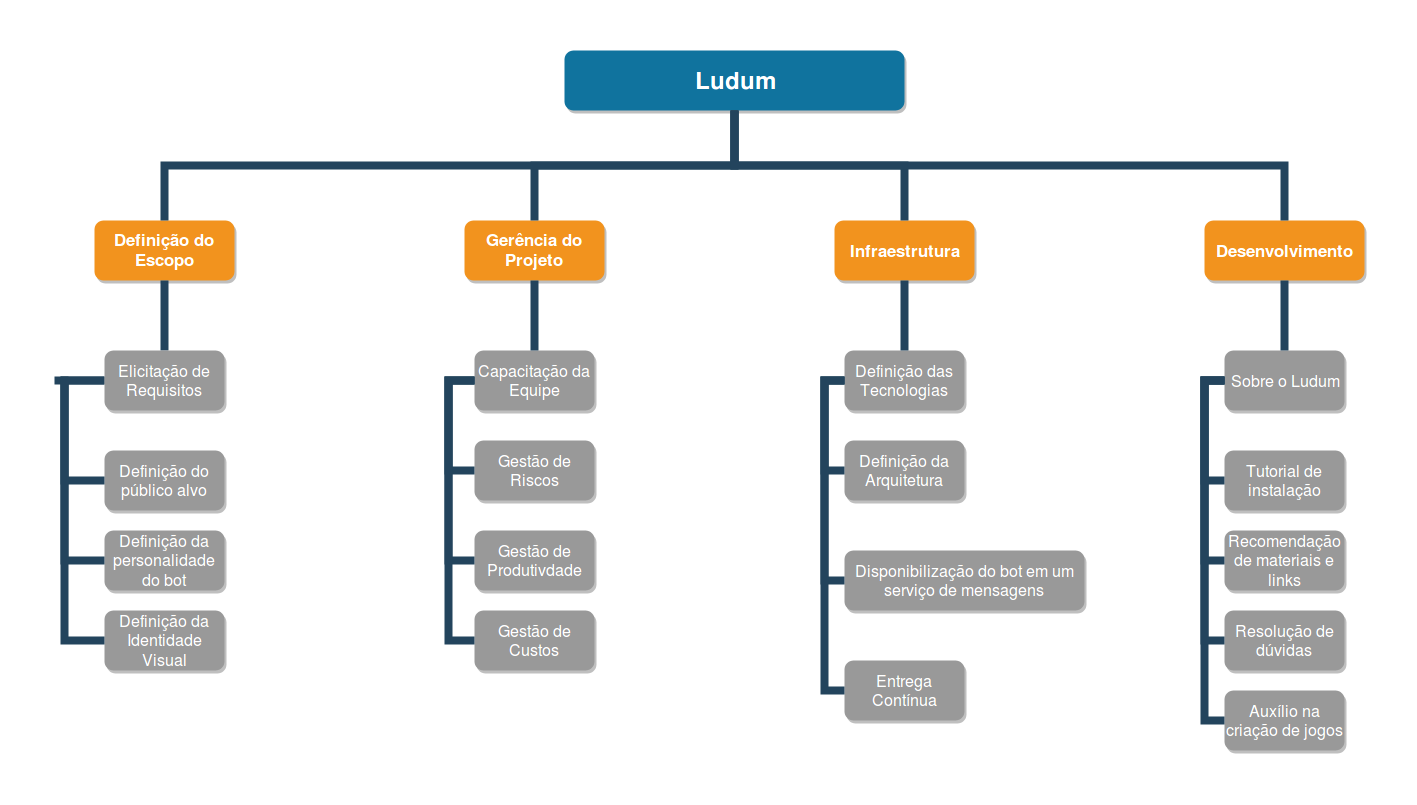 Ludum
Definição do
Escopo
Elicitação de
Requisitos
Definição do
público alvo
Definição da
personalidade
do bot
Definição da
Identidade
Visual
Gerência do
Projeto
Capacitação da
Equipe
Gestão de
Riscos
Gestão de
Produtivdade
Gestão de
Custos
Infraestrutura
Definição das
Tecnologias
Definição da
Arquitetura
Disponibilização do bot em um
serviço de mensagens
Entrega
Contínua
Desenvolvimento
Sobre o Ludum
Tutorial de
instalação
Recomendação
de materiais e
links
Resolução de
dúvidas
Auxílio na
criação de jogos